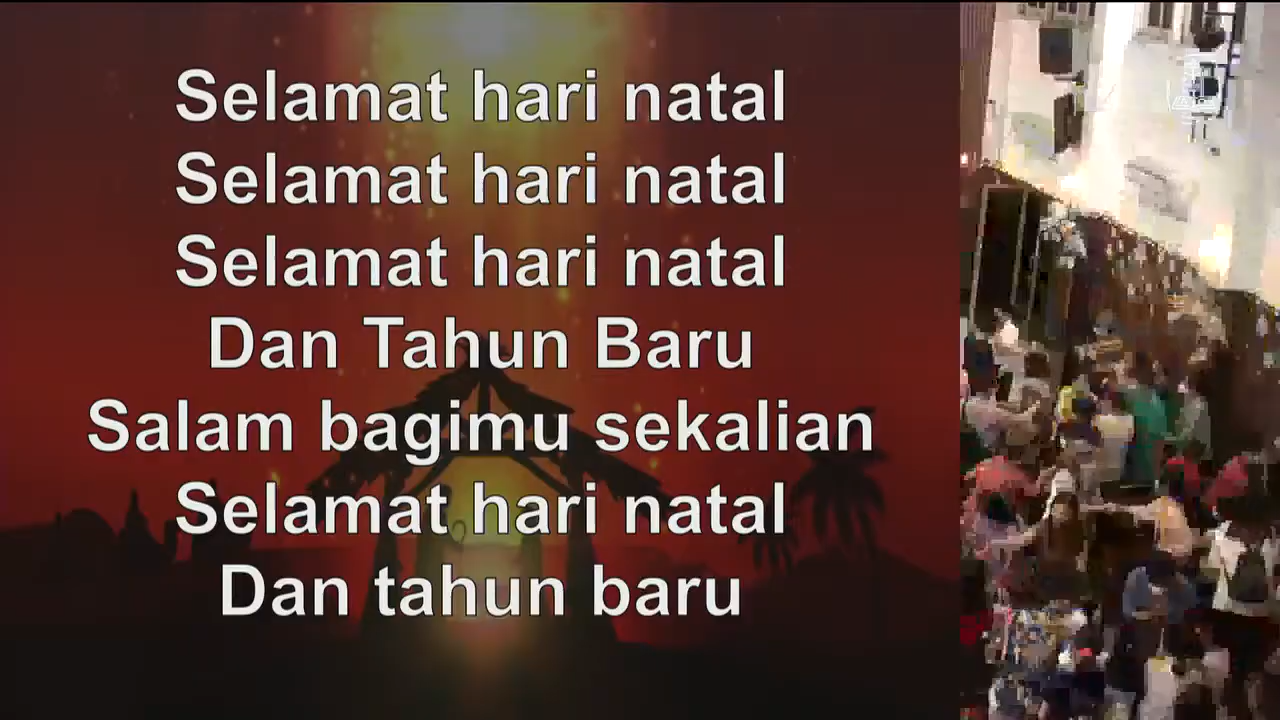 Selamat hari natal
Selamat hari natal
Selamat hari natal
Dan Tahun Baru
Salam bagimu sekalian
Selamat hari natal
Dan tahun baru